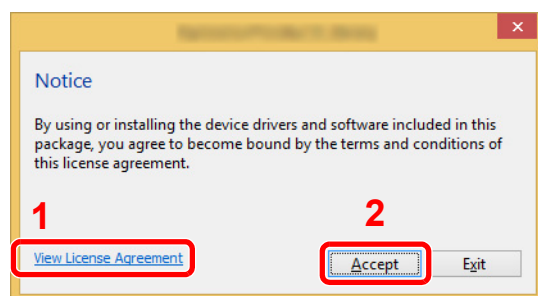 Notice
By using or installing the device drivers and software included in this
package, you agree to become bound by the terms and conditions of
this license agreement.
1
2
View License Agreement
Accept
Exit